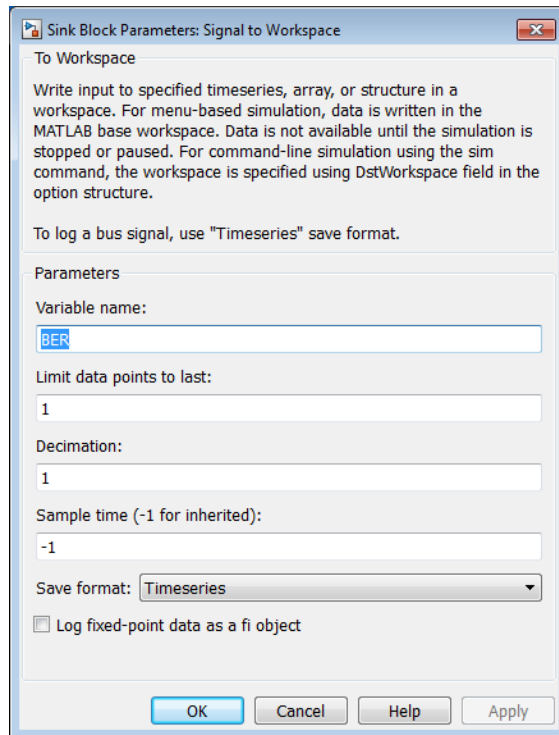 Sink Block Parameters: Signal to Workspace
To Workspace
Write input to specified timeseries, array, or structure in a
workspace. For menu-based simulation, data is written in the
MATLAB base workspace. Data is not available until the simulation is
stopped or paused. For command-line simulation using the sim
command, the workspace is specified using DstWorkspace field in the
option structure.
To log a bus signal, use "Timeseries" save format.
Parameters
Variable name:
BER
Limit data points to last:
1
Decimation:
1
Sample time (-1 for inherited):
-1
Save format: Timeseries
Log fixed-point data as a fi object
OK Cancel Help Apply